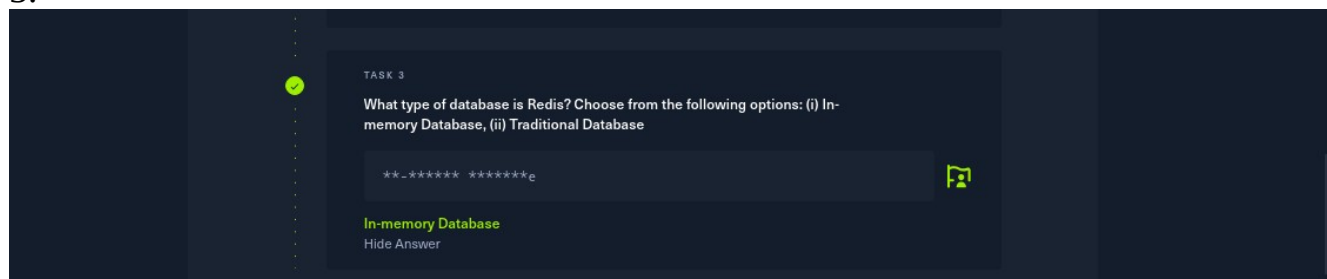 TASK 3
What type of database is Redis? Choose from the following options: (i) In-
memory Database, (ii) Traditional Database
**-****** *******e
In-memory Database
Hide Answer